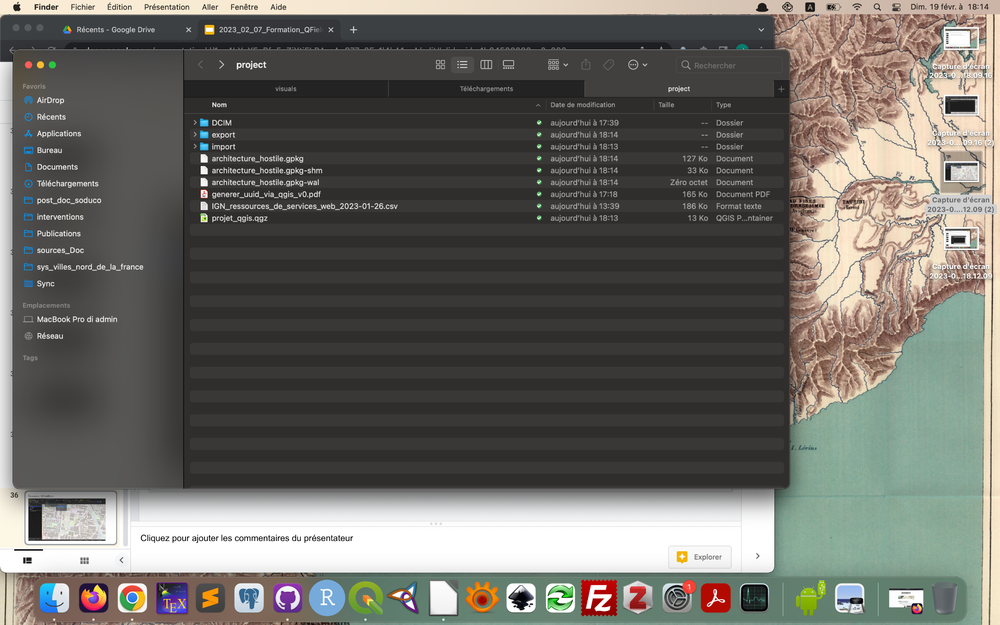 Finder Fichier Édition Présentation Aller Fenêtre Aide A Dim. 19 févr. à 18:14
Récents - Google Drive 2023_02_07_Formation_QFiel
project Rechercher
visuals Téléchargements project
Favoris
AirDrop
Récents
Applications
Bureau
Documents
Téléchargements
post_doc_soduco
interventions
Publications
sources_Doc
sys_villes_nord_de_la_france
Sync
Emplacements
MacBook Pro di admin
Réseau
Tags
Nom Date de modification Taille Type
DCIM aujourd'hui à 17:39 -- Dossier
export aujourd'hui à 18:14 -- Dossier
import aujourd'hui à 18:13 -- Dossier
architecture_hostile.gpkg aujourd'hui à 18:14 127 Ko Document
architecture_hostile.gpkg-shm aujourd'hui à 18:14 33 Ko Document
architecture_hostile.gpkg-wal aujourd'hui à 18:14 Zéro octet Document
generer_uuid_via_qgis_v0.pdf aujourd'hui à 17:18 165 Ko Document PDF
IGN_ressources_de_services_web_2023-01-26.csv aujourd'hui à 13:39 186 Ko Format texte
projet_qgis.qgz aujourd'hui à 18:13 13 Ko QGIS P...ntainer
Capture d'écran
2023-0...18.09.16
Capture d'écran
2023-0....09.16 (2)
Capture d'écran
2023-0....12.09 (2)
Capture d'écran
2023-0...18.12.09
TAURINI
(Turin)
I. Lérins
36
Cliquez pour ajouter les commentaires du présentateur
Explorer
TEX
R
Fz
Z
1